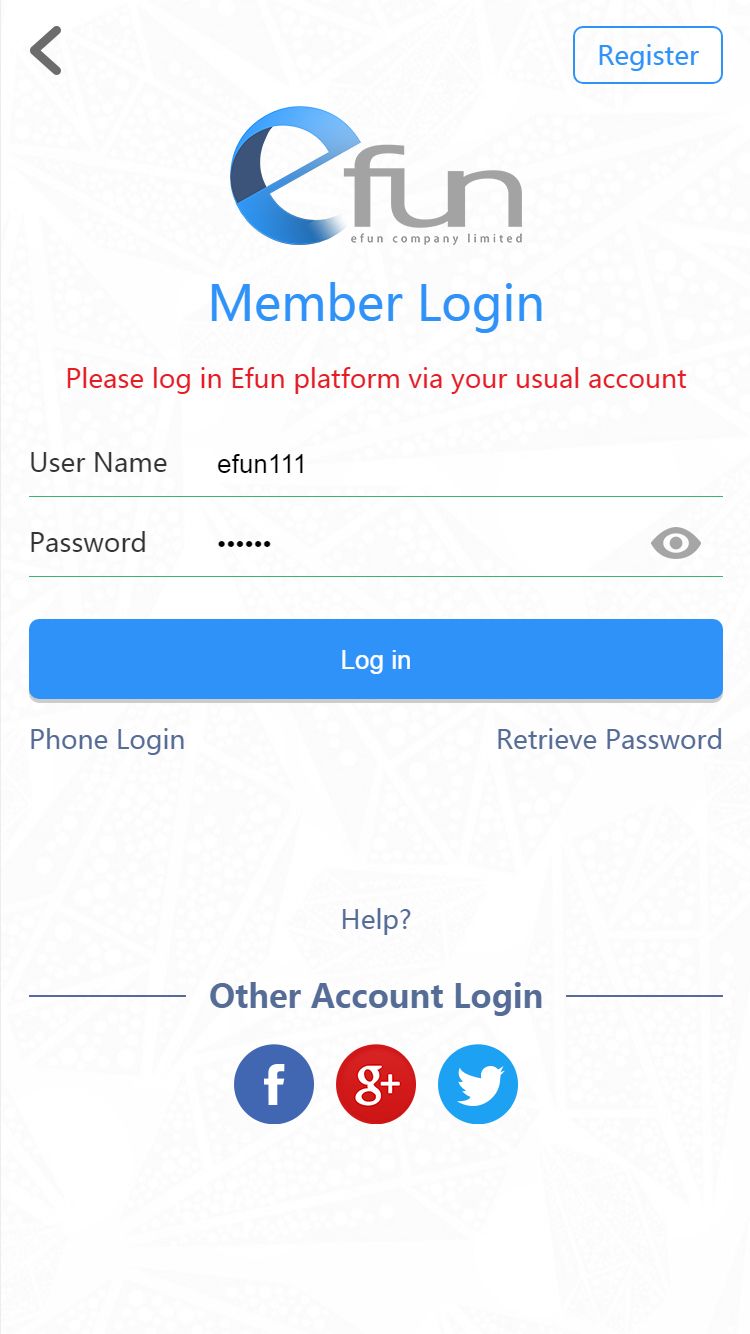 Register
efun
efun company limited
Member Login
Please log in Efun platform via your usual account
User Name efun111
Password ••••••
Log in
Phone Login Retrieve Password
Help?
Other Account Login
f g+